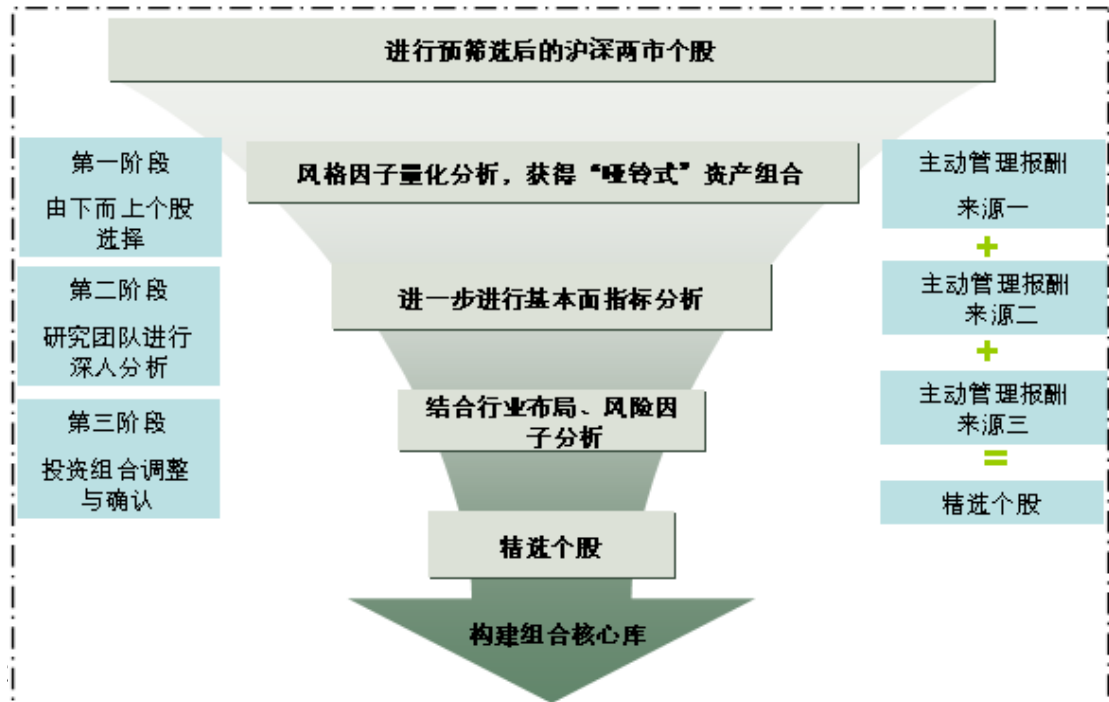 进行预筛选后的沪深两市个股
第一阶段
由下而上个股
选择
风格因子量化分析，获得“哑铃式”资产组合
主动管理报酬
来源一
+
第二阶段
研究团队进行
深入分析
进一步进行基本面指标分析
主动管理报酬
来源二
+
第三阶段
投资组合调整
与确认
结合行业布局、风险因
子分析
主动管理报酬
来源三
=
精选个股
精选个股
构建组合核心库